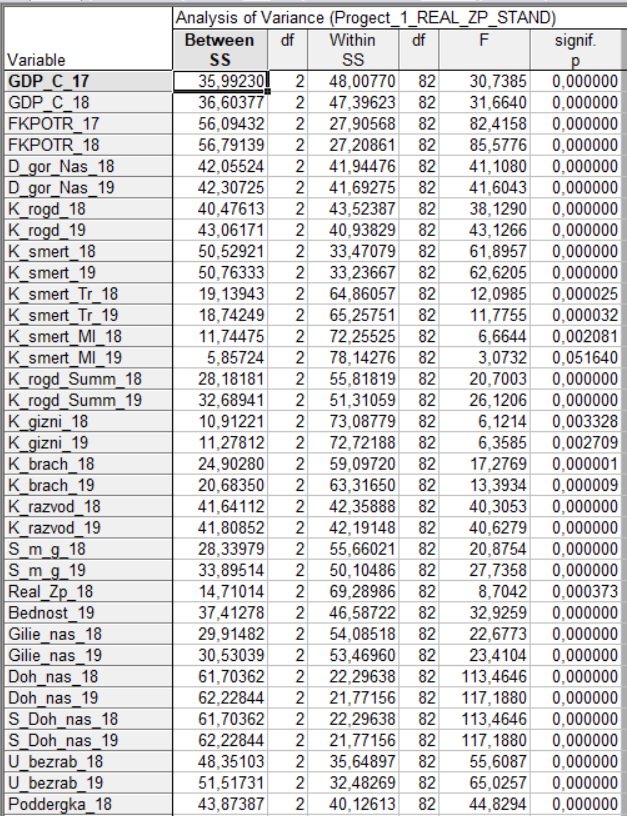 Analysis of Variance (Progect_1_REAL_ZP_STAND)
Variable Between SS df Within SS df F signif. p
GDP_C_17 35,99230 2 48,00770 82 30,7385 0,000000
GDP_C_18 36,60377 2 47,39623 82 31,6640 0,000000
FKPOTR_17 56,09432 2 27,90568 82 82,4158 0,000000
FKPOTR_18 56,79139 2 27,20861 82 85,5776 0,000000
D_gor_Nas_18 42,05524 2 41,94476 82 41,1080 0,000000
D_gor_Nas_19 42,30725 2 41,69275 82 41,6043 0,000000
K_rogd_18 40,47613 2 43,52387 82 38,1290 0,000000
K_rogd_19 43,06171 2 40,93829 82 43,1266 0,000000
K_smert_18 50,52921 2 33,47079 82 61,8957 0,000000
K_smert_19 50,76333 2 33,23667 82 62,6205 0,000000
K_smert_Tr_18 19,13943 2 64,86057 82 12,0985 0,000025
K_smert_Tr_19 18,74249 2 65,25751 82 11,7755 0,000032
K_smert_Ml_18 11,74475 2 72,25525 82 6,6644 0,002081
K_smert_Ml_19 5,85724 2 78,14276 82 3,0732 0,051640
K_rogd_Summ_18 28,18181 2 55,81819 82 20,7003 0,000000
K_rogd_Summ_19 32,68941 2 51,31059 82 26,1206 0,000000
K_gizni_18 10,91221 2 73,08779 82 6,1214 0,003328
K_gizni_19 11,27812 2 72,72188 82 6,3585 0,002709
K_brach_18 24,90280 2 59,09720 82 17,2769 0,000001
K_brach_19 20,68350 2 63,31650 82 13,3934 0,000009
K_razvod_18 41,64112 2 42,35888 82 40,3053 0,000000
K_razvod_19 41,80852 2 42,19148 82 40,6279 0,000000
S_m_g_18 28,33979 2 55,66021 82 20,8754 0,000000
S_m_g_19 33,89514 2 50,10486 82 27,7358 0,000000
Real_Zp_18 14,71014 2 69,28986 82 8,7042 0,000373
Bednost_19 37,41278 2 46,58722 82 32,9259 0,000000
Gilie_nas_18 29,91482 2 54,08518 82 22,6773 0,000000
Gilie_nas_19 30,53039 2 53,46960 82 23,4104 0,000000
Doh_nas_18 61,70362 2 22,29638 82 113,4646 0,000000
Doh_nas_19 62,22844 2 21,77156 82 117,1880 0,000000
S_Doh_nas_18 61,70362 2 22,29638 82 113,4646 0,000000
S_Doh_nas_19 62,22844 2 21,77156 82 117,1880 0,000000
U_bezrab_18 48,35103 2 35,64897 82 55,6087 0,000000
U_bezrab_19 51,51731 2 32,48269 82 65,0257 0,000000
Poddergka_18 43,87387 2 40,12613 82 44,8294 0,000000